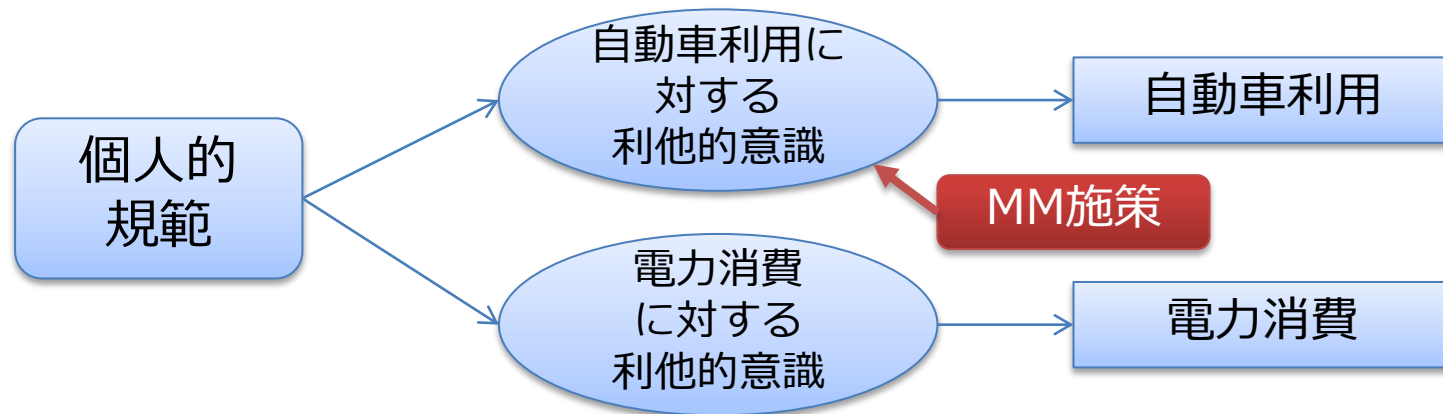 個人的
規範
自動車利用に
対する
利他的意識
自動車利用
MM施策
電力消費
に対する
利他的意識
電力消費